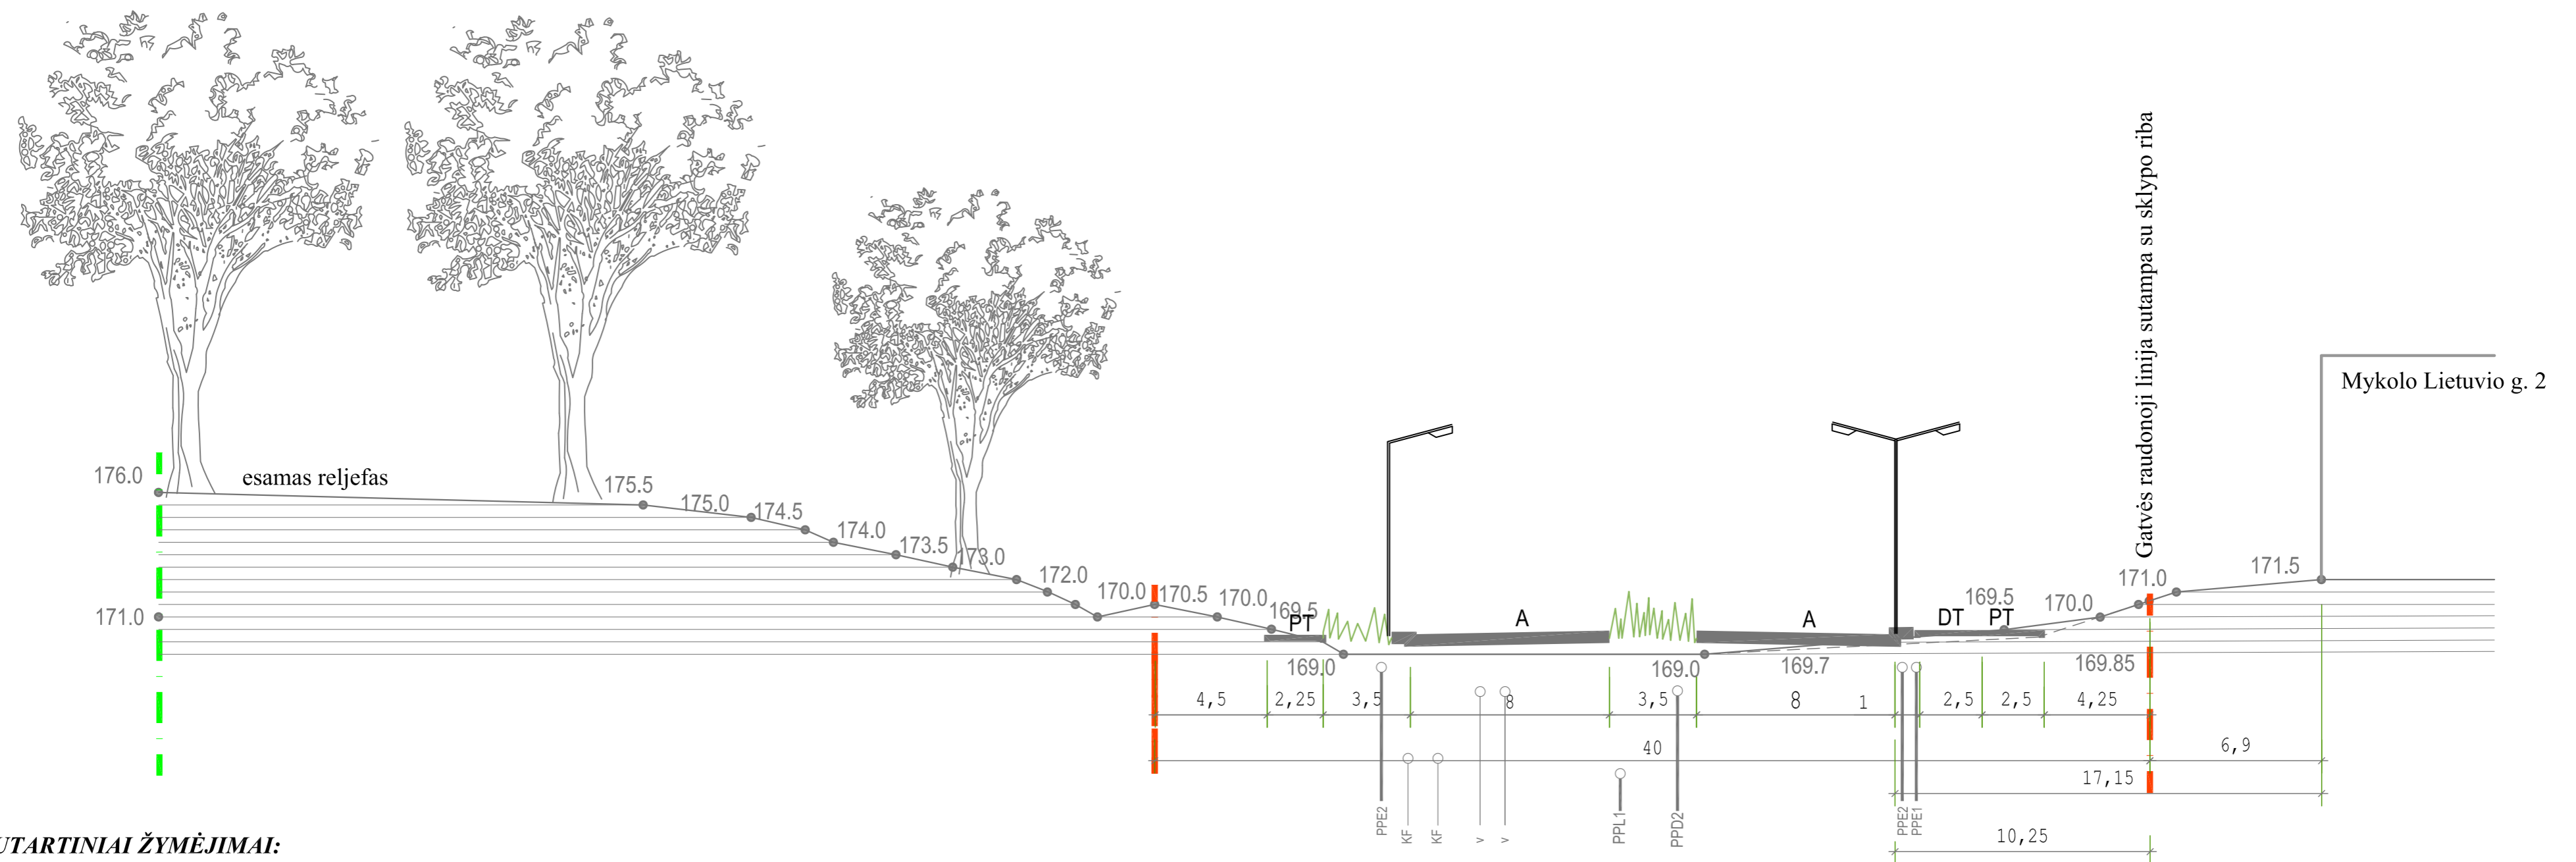 Gatvės raudonoji linija sutampa su sklypo riba
Mykolo Lietuvio g. 2
176.0
esamas reljefas
175.5
175.0
174.5
174.0
173.5
173.0
172.0
171.0
170.0
170.5
170.0
169.5
PT
A
A
DT
PT
169.5
170.0
171.0
171.5
169.0
169.0
169.7
169.85
4,5
2,25
3,5
8
3,5
8
1
2,5
2,5
4,25
40
6,9
17,15
10,25
PPE2
KF
KF
v
v
PPL1
PPD2
PPE2
PPE1
UTARTINIAI ŽYMĖJIMAI: